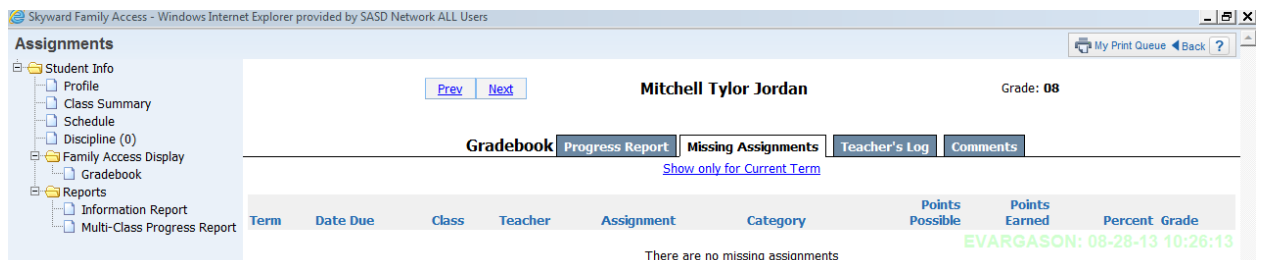 Skyward Family Access - Windows Internet Explorer provided by SASD Network ALL Users
Assignments
My Print Queue Back ?
Student Info
Profile
Class Summary
Schedule
Discipline (0)
Family Access Display
Gradebook
Reports
Information Report
Multi-Class Progress Report
Prev Next Mitchell Tylor Jordan Grade: 08
Gradebook Progress Report Missing Assignments Teacher's Log Comments
Show only for Current Term
Term Date Due Class Teacher Assignment Category Points Possible Points Earned Percent Grade
EVARGASON: 08-28-13 10:26:13
There are no missing assignments